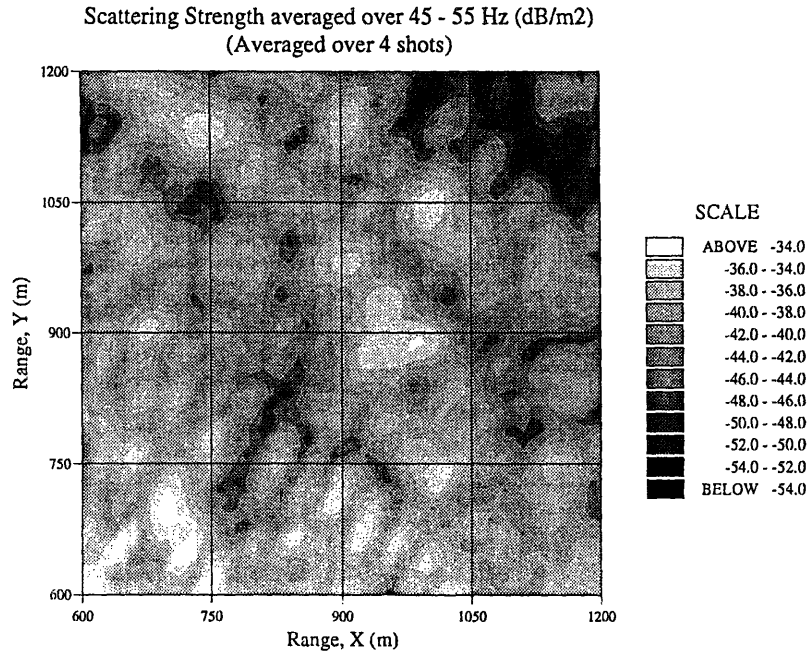 Scattering Strength averaged over 45 - 55 Hz (dB/m2)
(Averaged over 4 shots)
1200
1050
900
750
600
Range, Y (m)
600 750 900 1050 1200
Range, X (m)
SCALE
ABOVE -34.0
-36.0 - -34.0
-38.0 - -36.0
-40.0 - -38.0
-42.0 - -40.0
-44.0 - -42.0
-46.0 - -44.0
-48.0 - -46.0
-50.0 - -48.0
-52.0 - -50.0
-54.0 - -52.0
BELOW -54.0